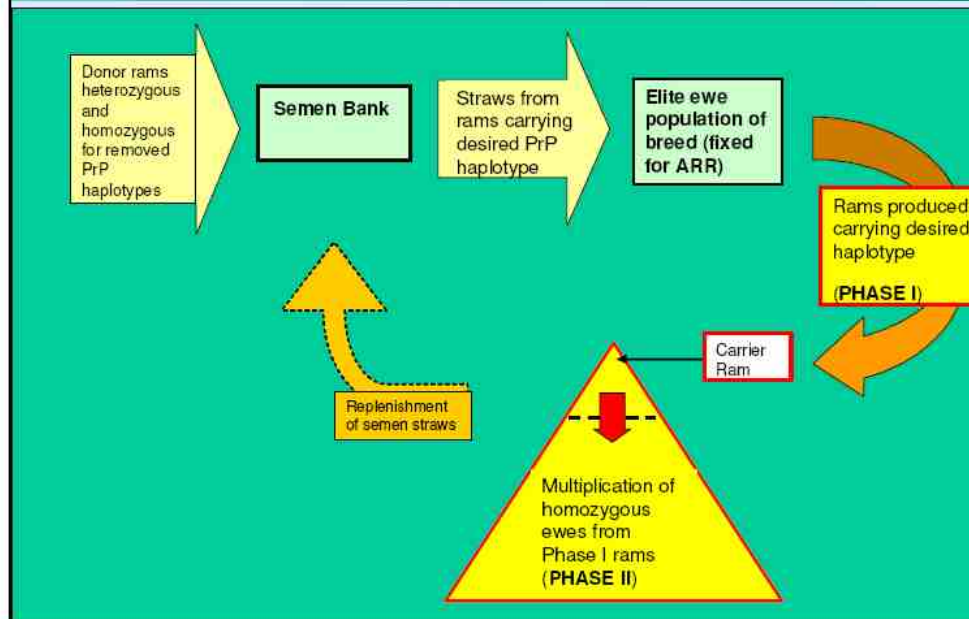 Donor rams
heterozygous
and
homozygous
for removed
PrP
haplotypes
Semen Bank
Straws from
rams carrying
desired PrP
haplotype
Elite ewe
population of
breed (fixed
for ARR)
Rams produced
carrying desired
haplotype
(PHASE I)
Carrier
Ram
Replenishment
of semen straws
Multiplication of
homozygous
ewes from
Phase I rams
(PHASE II)